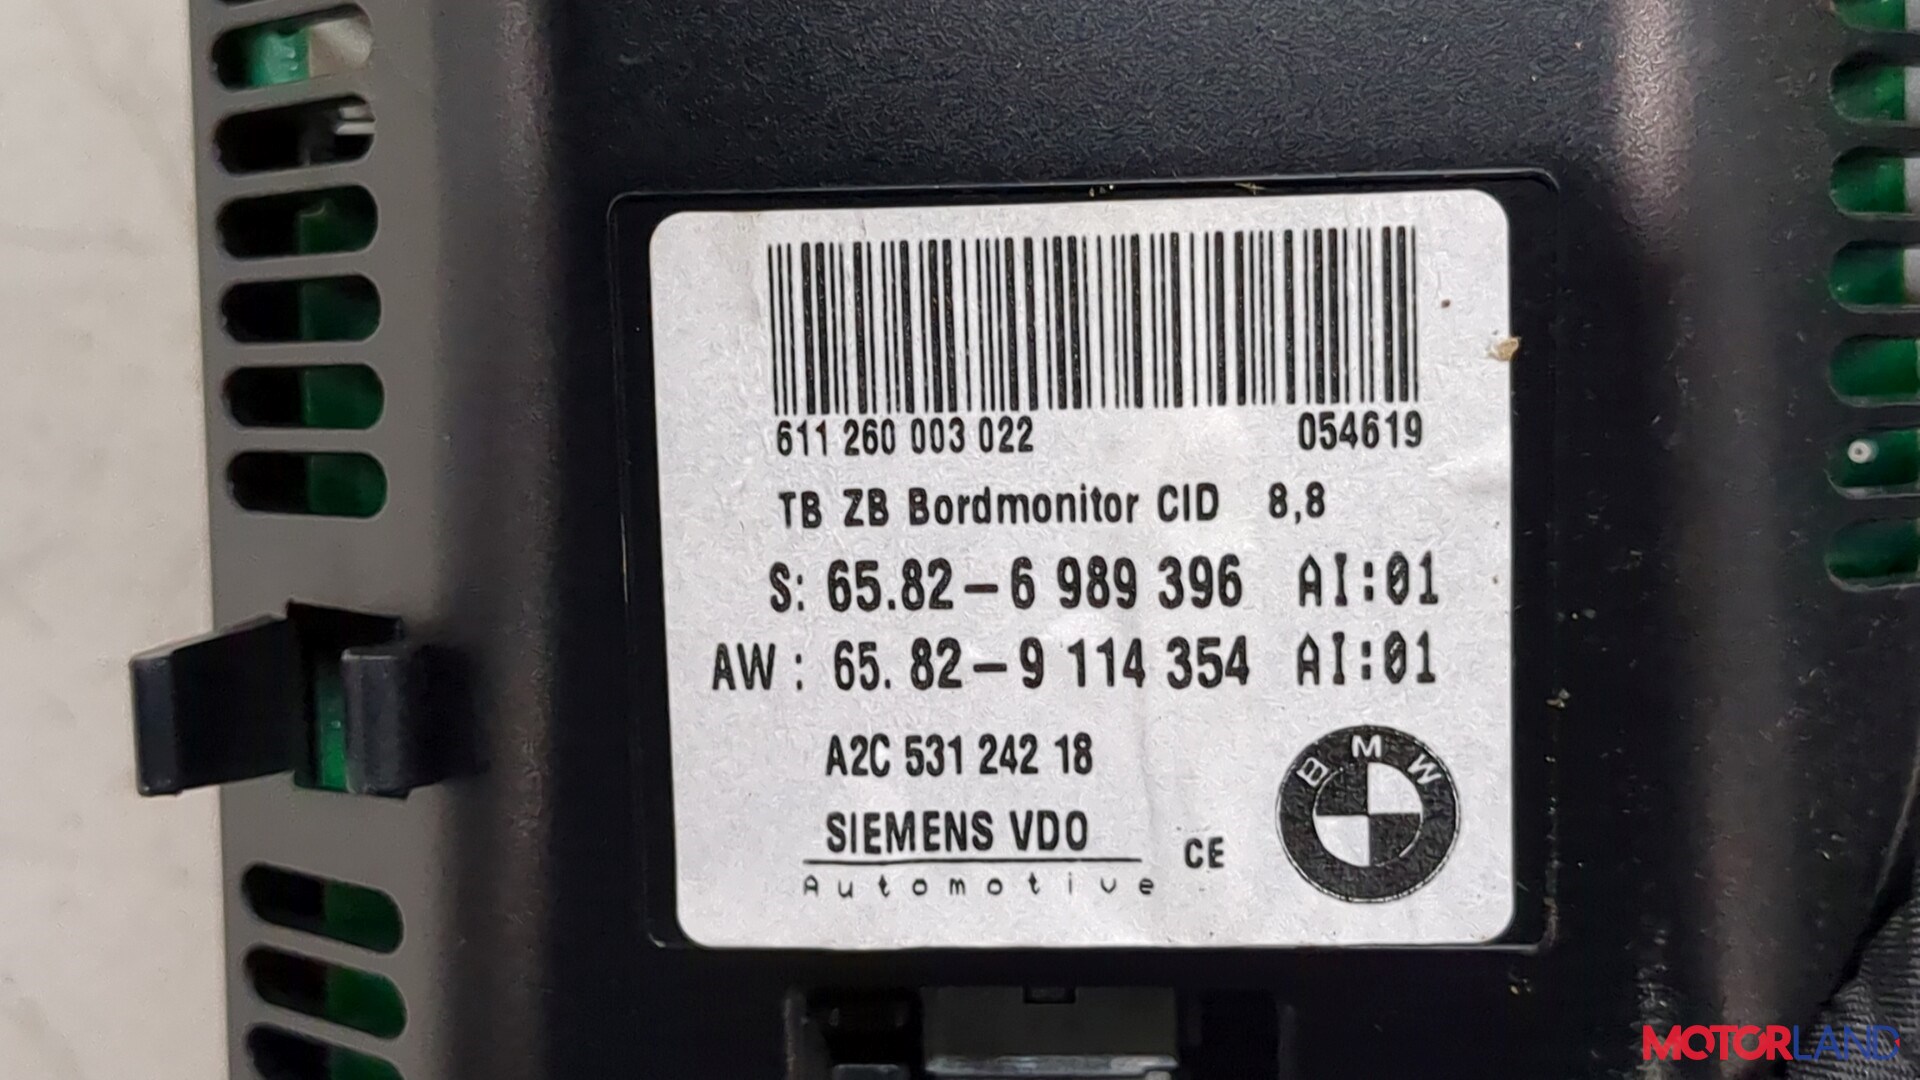 611 260 003 022 054619
TB ZB Bordmonitor CID 8,8
S: 65.82-6 989 396 AI:01
AW: 65.82-9 114 354 AI:01
A2C 531 242 18
SIEMENS VDO
Automotive
CE
BMW
MOTORLAND